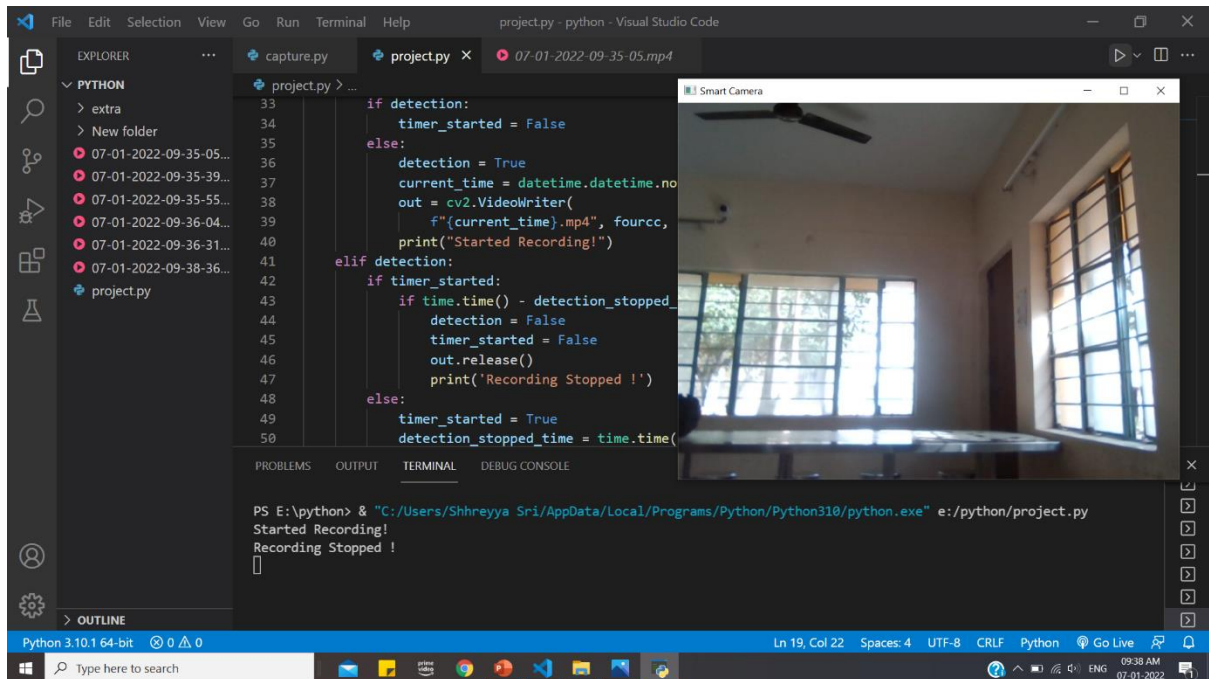 File Edit Selection View Go Run Terminal Help project.py - python - Visual Studio Code
EXPLORER
capture.py project.py 07-01-2022-09-35-05.mp4
PYTHON
extra
New folder
07-01-2022-09-35-05...
07-01-2022-09-35-39...
07-01-2022-09-35-55...
07-01-2022-09-36-04...
07-01-2022-09-36-31...
07-01-2022-09-38-36...
project.py
OUTLINE
project.py > ...
33 if detection:
34 timer_started = False
35 else:
36 detection = True
37 current_time = datetime.datetime.no
38 out = cv2.VideoWriter(
39 f"{current_time}.mp4", fourcc,
40 print("Started Recording!")
41 elif detection:
42 if timer_started:
43 if time.time() - detection_stopped_
44 detection = False
45 timer_started = False
46 out.release()
47 print('Recording Stopped !')
48 else:
49 timer_started = True
50 detection_stopped_time = time.time(
Smart Camera
PROBLEMS OUTPUT TERMINAL DEBUG CONSOLE
PS E:\python> & "C:/Users/Shhreyya Sri/AppData/Local/Programs/Python/Python310/python.exe" e:/python/project.py
Started Recording!
Recording Stopped !
Python 3.10.1 64-bit 0 0 Ln 19, Col 22 Spaces: 4 UTF-8 CRLF Python Go Live
Type here to search prime video ENG 09:38 AM
07-01-2022